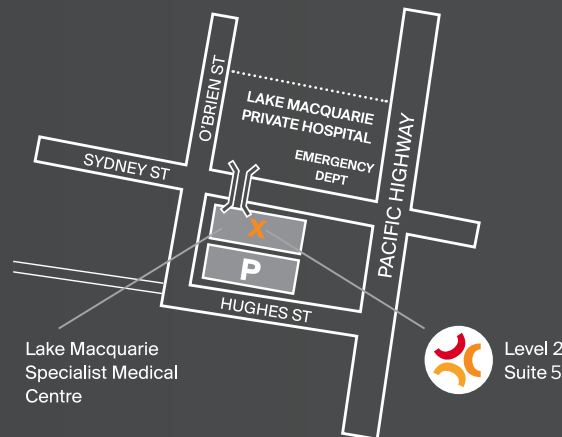 O'BRIEN ST
LAKE MACQUARIE
PRIVATE HOSPITAL
EMERGENCY
DEPT
SYDNEY ST
PACIFIC HIGHWAY
X
P
HUGHES ST
Lake Macquarie
Specialist Medical
Centre
Level 2
Suite 5